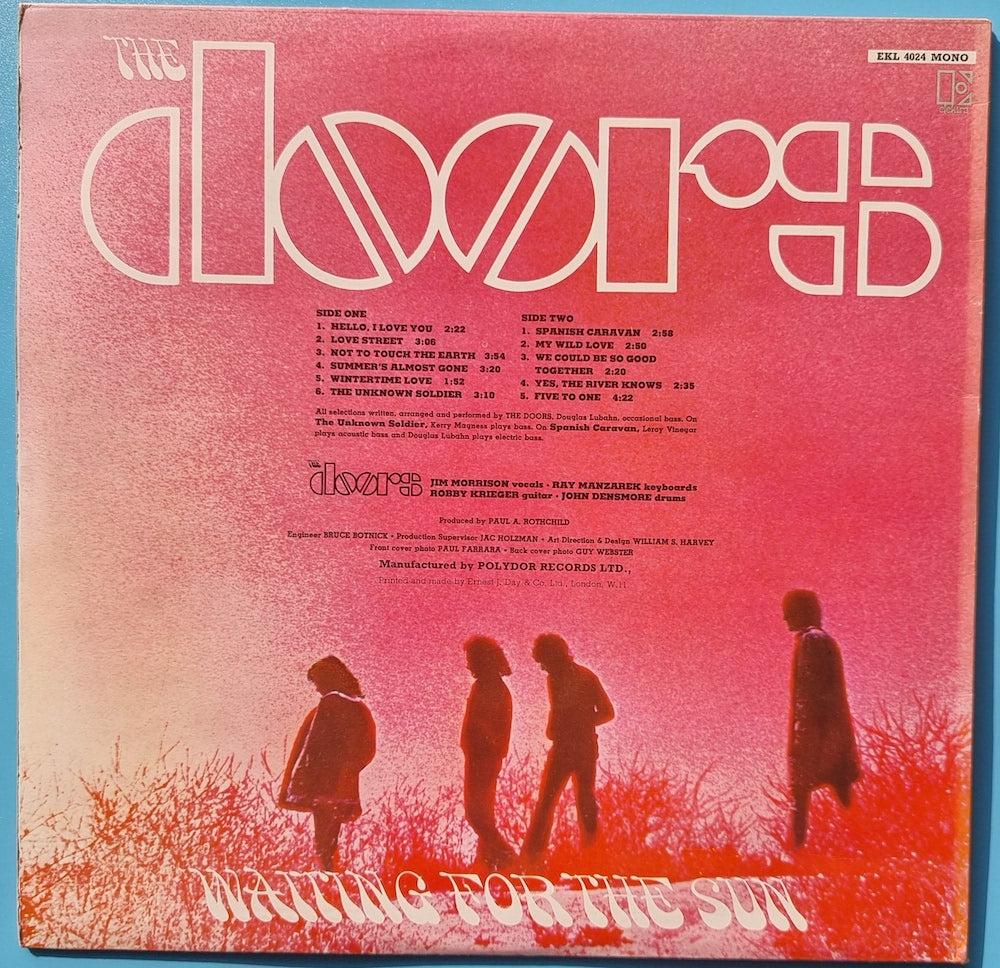 THE
doors
EKL 4024 MONO
SIDE ONE
1. HELLO, I LOVE YOU 2:22
2. LOVE STREET 3:06
3. NOT TO TOUCH THE EARTH 3:54
4. SUMMER'S ALMOST GONE 3:20
5. WINTERTIME LOVE 1:52
6. THE UNKNOWN SOLDIER 3:10
SIDE TWO
1. SPANISH CARAVAN 2:58
2. MY WILD LOVE 2:50
3. WE COULD BE SO GOOD
TOGETHER 2:20
4. YES, THE RIVER KNOWS 2:35
5. FIVE TO ONE 4:22
All selections written, arranged and performed by THE DOORS. Douglas Lubahn, occasional bass. On
The Unknown Soldier, Kerry Magness plays bass. On Spanish Caravan, Leroy Vinegar
plays acoustic bass and Douglas Lubahn plays electric bass.
THE
doors
JIM MORRISON vocals • RAY MANZAREK keyboards
ROBBY KRIEGER guitar • JOHN DENSMORE drums
Produced by PAUL A. ROTHCHILD
Engineer BRUCE BOTNICK • Production Supervisor JAC HOLZMAN • Art Direction & Design WILLIAM S. HARVEY
Front cover photo PAUL FARRARA • Back cover photo GUY WEBSTER
Manufactured by POLYDOR RECORDS LTD.,
Printed and made by Ernest J. Day & Co. Ltd., London, W.11.
WAITING FOR THE SUN